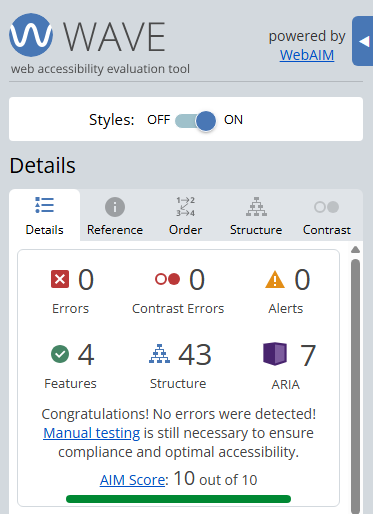 WAVE
powered by
WebAIM
web accessibility evaluation tool
Styles: OFF ON
Details
Details Reference Order Structure Contrast
0 0 0
Errors Contrast Errors Alerts
4 43 7
Features Structure ARIA
Congratulations! No errors were detected!
Manual testing is still necessary to ensure
compliance and optimal accessibility.
AIM Score: 10 out of 10